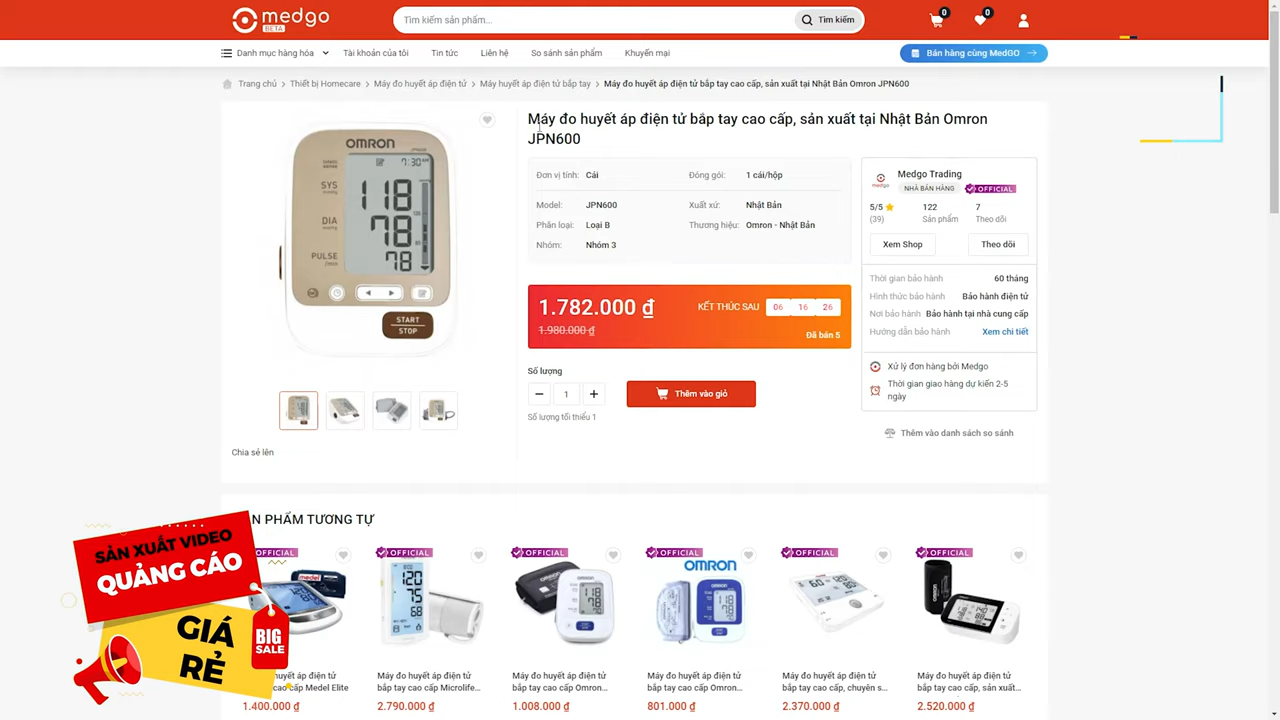 medgo
BETA
Tìm kiếm sản phẩm...
Tìm kiếm
0
0
Danh mục hàng hóa
Tài khoản của tôi
Tin tức
Liên hệ
So sánh sản phẩm
Khuyến mại
Bán hàng cùng MedGO
Trang chủ
Thiết bị Homecare
Máy đo huyết áp điện tử
Máy huyết áp điện tử bắp tay
Máy đo huyết áp điện tử bắp tay cao cấp, sản xuất tại Nhật Bản Omron JPN600
OMRON
7:30 AM
SYS
118
DIA
78
PULSE
/min
78
START
STOP
Chia sẻ lên
Máy đo huyết áp điện tử bắp tay cao cấp, sản xuất tại Nhật Bản Omron
JPN600
Đơn vị tính: Cái
Đóng gói: 1 cái/hộp
Model: JPN600
Xuất xứ: Nhật Bản
Phân loại: Loại B
Thương hiệu: Omron - Nhật Bản
Nhóm: Nhóm 3
1.782.000 ₫
1.980.000 ₫
KẾT THÚC SAU 06 16 26
Đã bán 5
Số lượng
− 1 +
Thêm vào giỏ
Số lượng tối thiểu 1
medgo
Medgo Trading
NHÀ BÁN HÀNG
OFFICIAL
5/5
(39)
122
Sản phẩm
7
Theo dõi
Xem Shop
Theo dõi
Thời gian bảo hành 60 tháng
Hình thức bảo hành Bảo hành điện tử
Nơi bảo hành Bảo hành tại nhà cung cấp
Hướng dẫn bảo hành Xem chi tiết
Xử lý đơn hàng bởi Medgo
Thời gian giao hàng dự kiến 2-5
ngày
Thêm vào danh sách so sánh
N PHẨM TƯƠNG TỰ
OFFICIAL
medel
cao cấp Medel Elite
1.400.000 ₫
OFFICIAL
120
75
68
Máy đo huyết áp điện tử
bắp tay cao cấp Microlife...
2.790.000 ₫
OFFICIAL
Máy đo huyết áp điện tử
bắp tay cao cấp Omron...
1.008.000 ₫
OFFICIAL
OMRON
Máy đo huyết áp điện tử
bắp tay cao cấp Omron...
801.000 ₫
OFFICIAL
Máy đo huyết áp điện tử
bắp tay cao cấp, chuyên s...
2.370.000 ₫
OFFICIAL
Máy đo huyết áp điện tử
bắp tay cao cấp, sản xuất...
2.520.000 ₫
SẢN XUẤT VIDEO
QUẢNG CÁO
GIÁ
RẺ
BIG
SALE